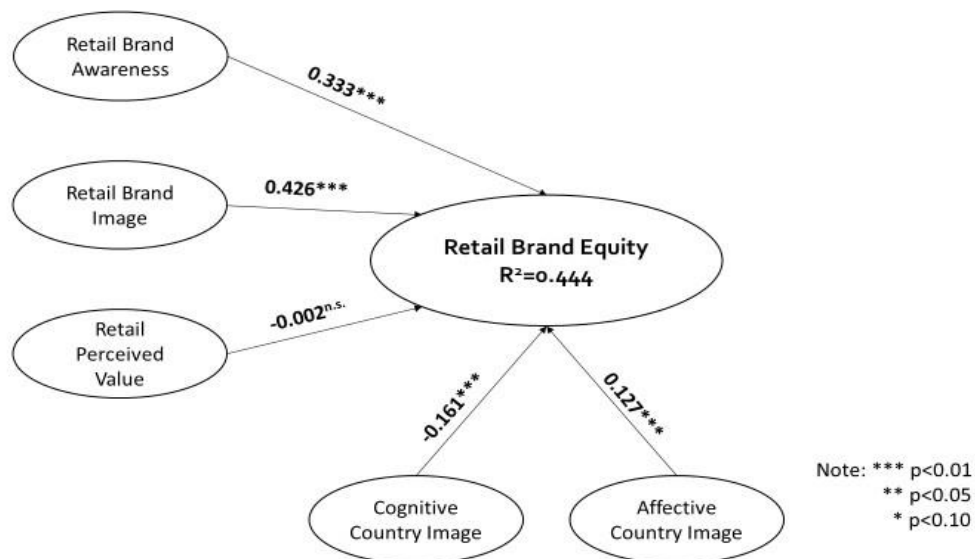 Retail Brand
Awareness
0.333***
Retail Brand
Image
0.426***
Retail Brand Equity
R²=0.444
Retail
Perceived
Value
-0.002ⁿ·ˢ·
-0.161***
0.127***
Cognitive
Country Image
Affective
Country Image
Note: *** p<0.01
** p<0.05
* p<0.10